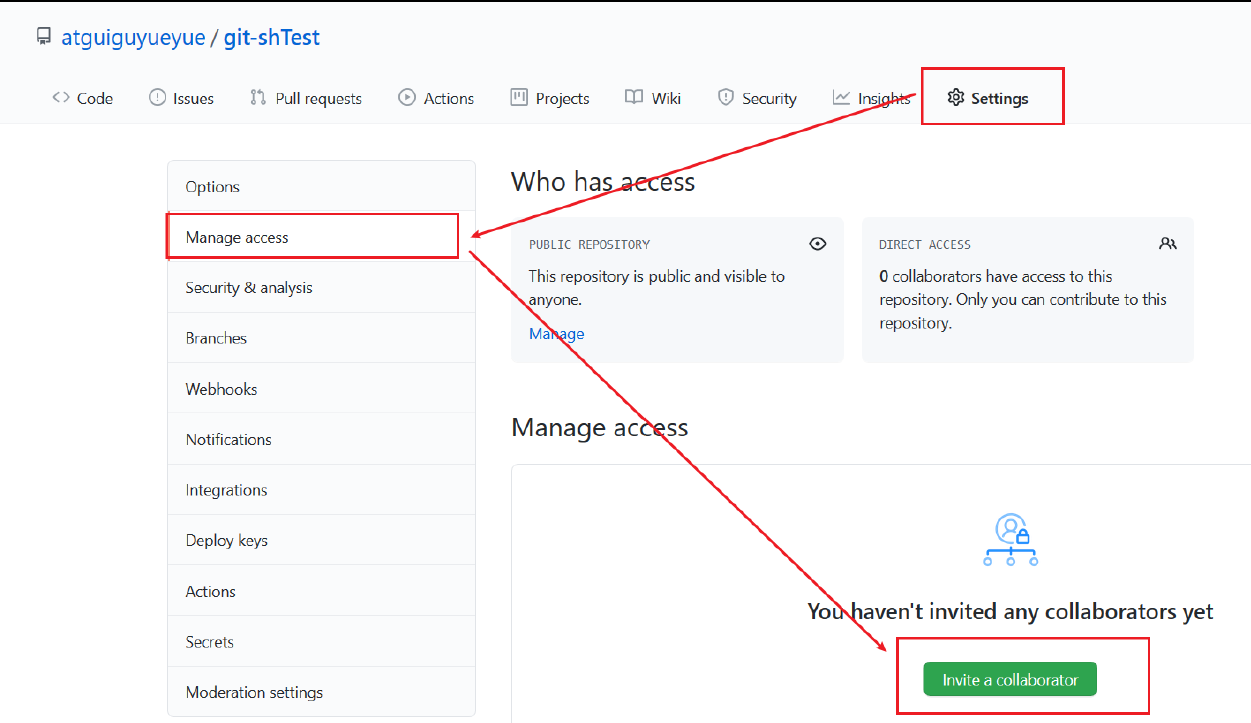 atguiguyueyue / git-shTest
Code Issues Pull requests Actions Projects Wiki Security Insights Settings
Options
Manage access
Security & analysis
Branches
Webhooks
Notifications
Integrations
Deploy keys
Actions
Secrets
Moderation settings
Who has access
PUBLIC REPOSITORY
This repository is public and visible to
anyone.
Manage
DIRECT ACCESS
0 collaborators have access to this
repository. Only you can contribute to this
repository.
Manage access
You haven't invited any collaborators yet
Invite a collaborator